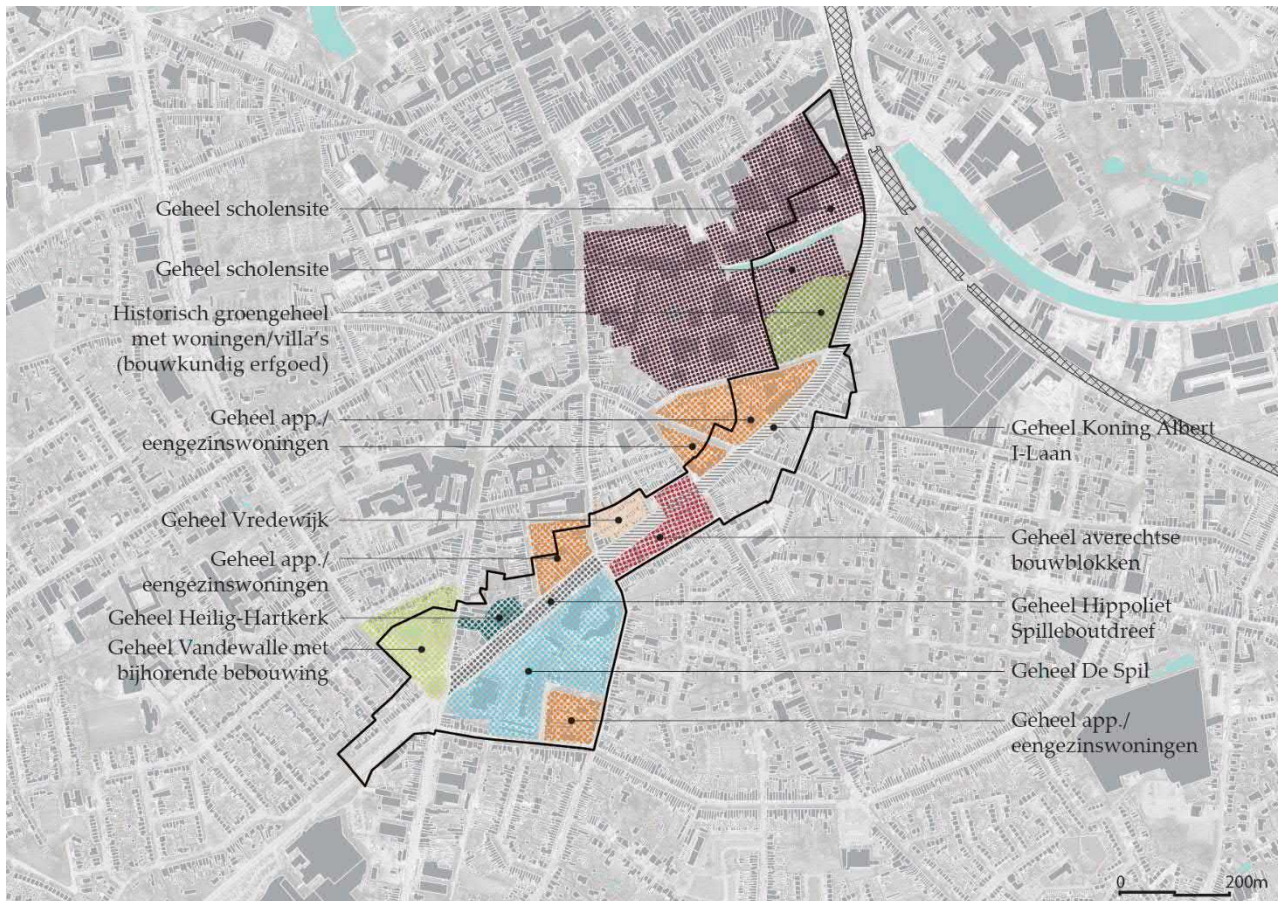 Geheel scholensite
Geheel scholensite
Historisch groengeheel
met woningen/villa's
(bouwkundig erfgoed)
Geheel app./
eengezinswoningen
Geheel Vredewijk
Geheel app./
eengezinswoningen
Geheel Heilig-Hartkerk
Geheel Vandewalle met
bijhorende bebouwing
Geheel Koning Albert
I-Laan
Geheel averechtse
bouwblokken
Geheel Hippoliet
Spilleboutdreef
Geheel De Spil
Geheel app./
eengezinswoningen
0 200m